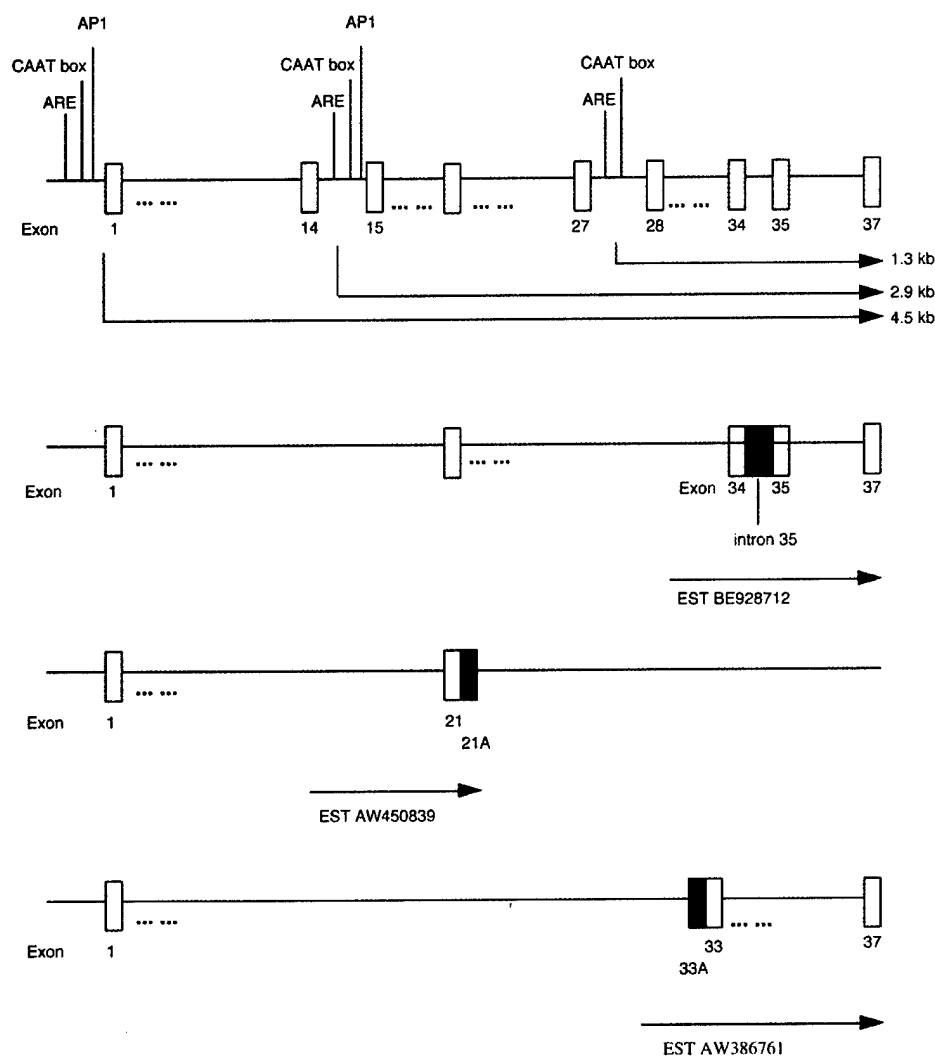 AP1 AP1
CAAT box CAAT box CAAT box
ARE ARE ARE
... ... ... ... ... ... ... ...
Exon 1 14 15 27 28 34 35 37
1.3 kb
2.9 kb
4.5 kb
... ... ... ...
Exon 1 Exon 34 35 37
intron 35
EST BE928712
... ...
Exon 1 21
21A
EST AW450839
... ... ... ...
Exon 1 33 37
33A
EST AW386761